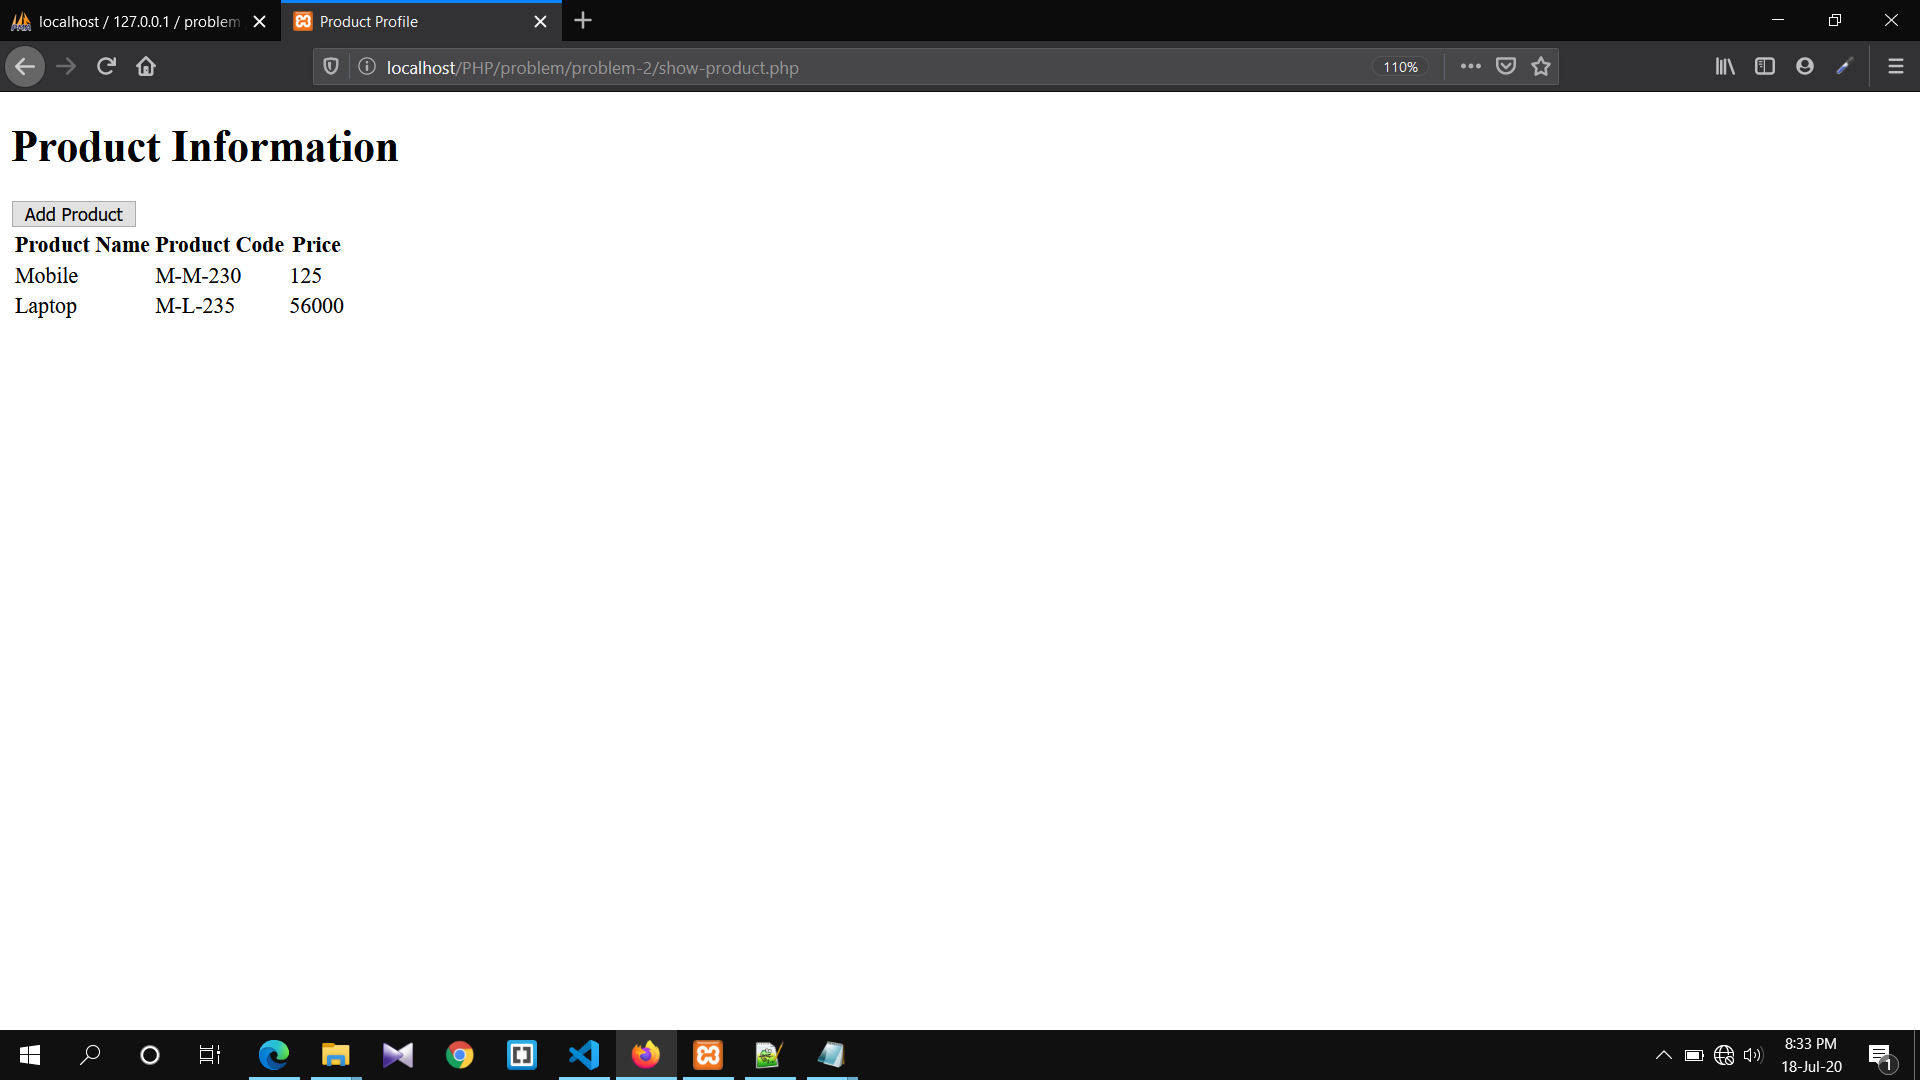 localhost / 127.0.0.1 / problem
Product Profile
localhost/PHP/problem/problem-2/show-product.php
110%
Product Information
Add Product
Product Name Product Code Price
Mobile M-M-230 125
Laptop M-L-235 56000
8:33 PM
18-Jul-20
1